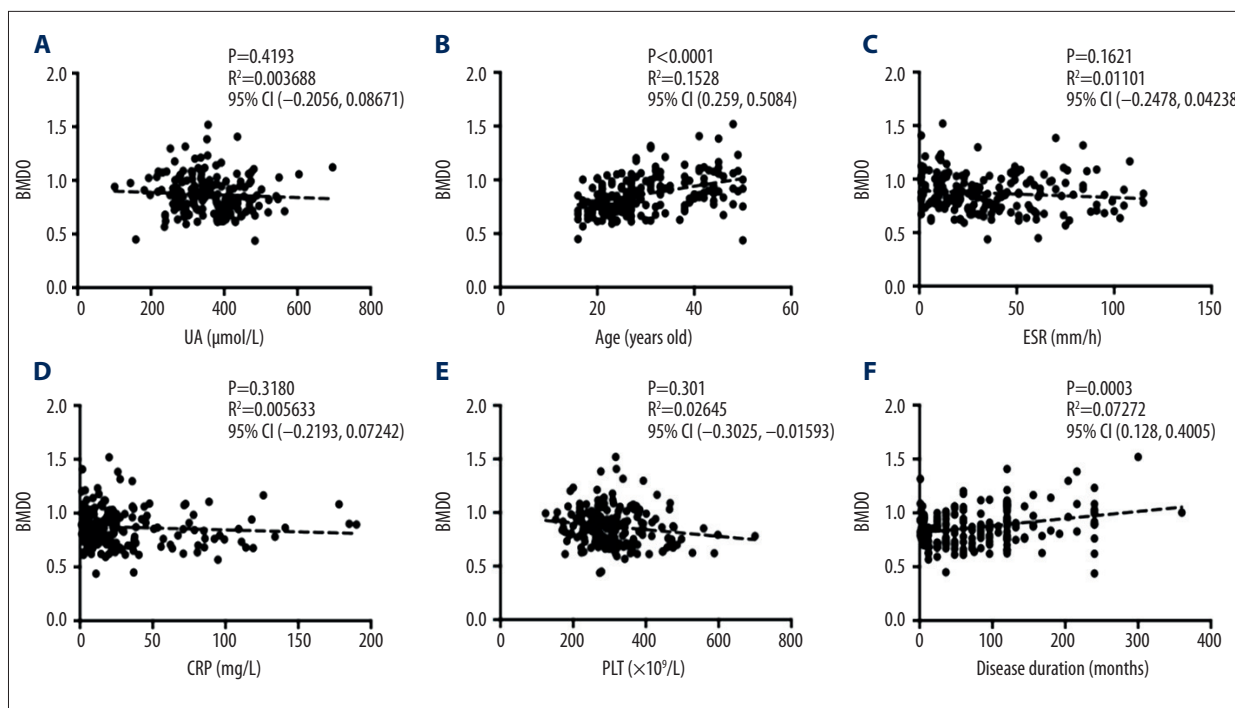 A
P=0.4193
R²=0.003688
95% CI (–0.2056, 0.08671)
2.0
1.5
1.0
0.5
0.0
BMD0
0 200 400 600 800
UA (μmol/L)
B
P<0.0001
R²=0.1528
95% CI (0.259, 0.5084)
2.0
1.5
1.0
0.5
0.0
BMD0
0 20 40 60
Age (years old)
C
P=0.1621
R²=0.01101
95% CI (–0.2478, 0.04238
2.0
1.5
1.0
0.5
0.0
BMD0
0 50 100 150
ESR (mm/h)
D
P=0.3180
R²=0.005633
95% CI (–0.2193, 0.07242)
2.0
1.5
1.0
0.5
0.0
BMD0
0 50 100 150 200
CRP (mg/L)
E
P=0.301
R²=0.02645
95% CI (–0.3025, –0.01593)
2.0
1.5
1.0
0.5
0.0
BMD0
0 200 400 600 800
PLT (×10⁹/L)
F
P=0.0003
R²=0.07272
95% CI (0.128, 0.4005)
2.0
1.5
1.0
0.5
0.0
BMD0
0 100 200 300 400
Disease duration (months)